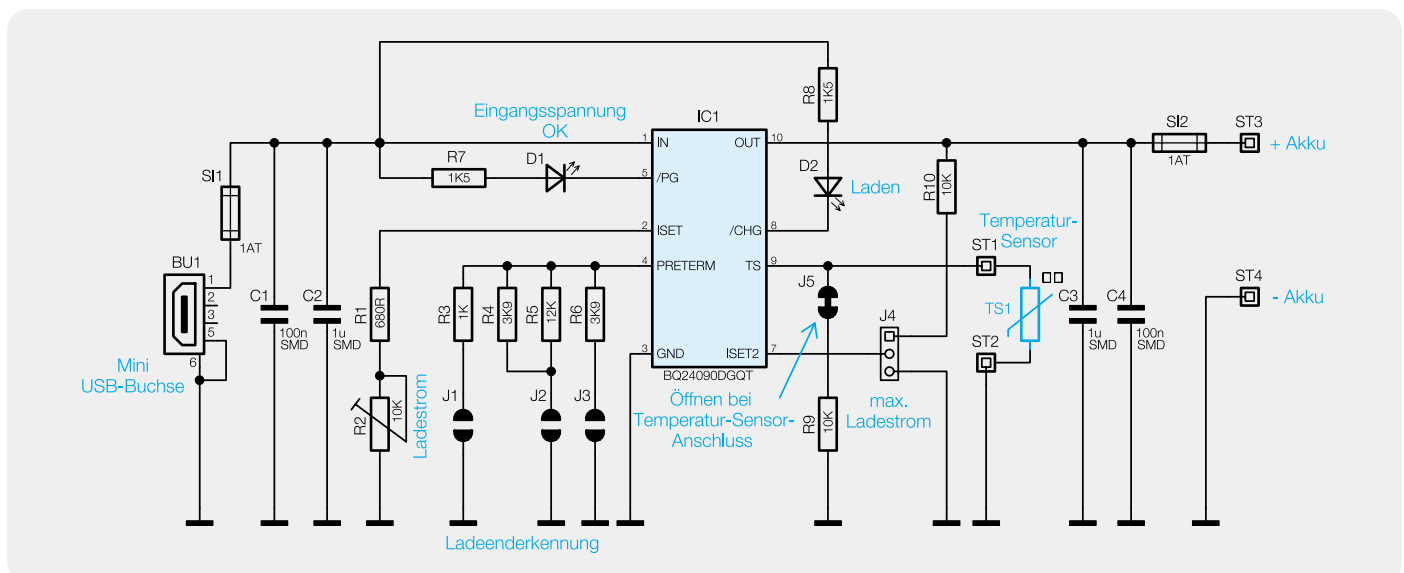 R8
1K5
Eingangsspannung
OK
IC1
1
IN
OUT
10
SI2
1AT
ST3
+ Akku
R7
1K5
D1
5
/PG
D2
Laden
R10
10K
SI1
1AT
2
ISET
/CHG
8
Temperatur-
Sensor
ST1
BU1
1
2
3
5
6
4
PRETERM
TS
9
J5
C1
100n
SMD
C2
1u
SMD
R1
680R
R3
1K
R4
3K9
R5
12K
R6
3K9
TS1
C3
1u
SMD
C4
100n
SMD
ST4
- Akku
J4
ST2
3
GND
ISET2
7
BQ24090DGQT
Mini
USB-Buchse
R2
10K
Ladestrom
J1
J2
J3
Öffnen bei
Temperatur-Sensor-
Anschluss
R9
10K
max.
Ladestrom
Ladeenderkennung